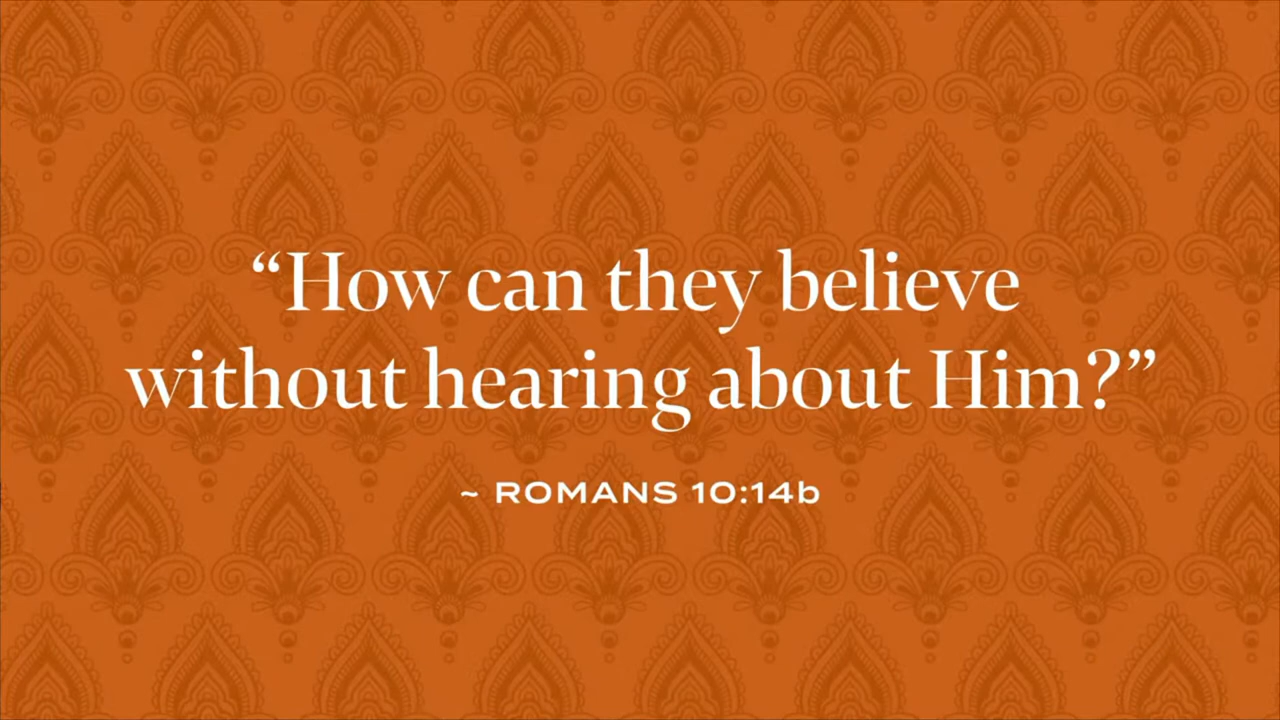 “How can they believe
without hearing about Him?”
~ ROMANS 10:14b